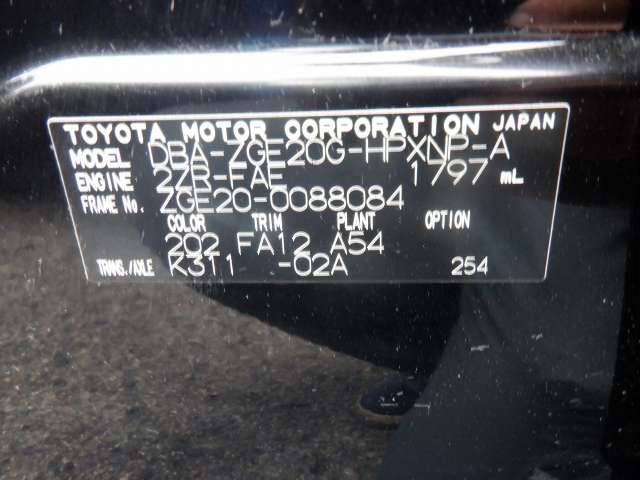 TOYOTA MOTOR CORPORATION JAPAN
MODEL DBA-ZGE20G-HPXNP-A
ENGINE 2ZR-FAE 1797 mL
FRAME No. ZGE20-0088084
COLOR TRIM PLANT OPTION
202 FA12 A54
TRANS./AXLE K311 -02A 254